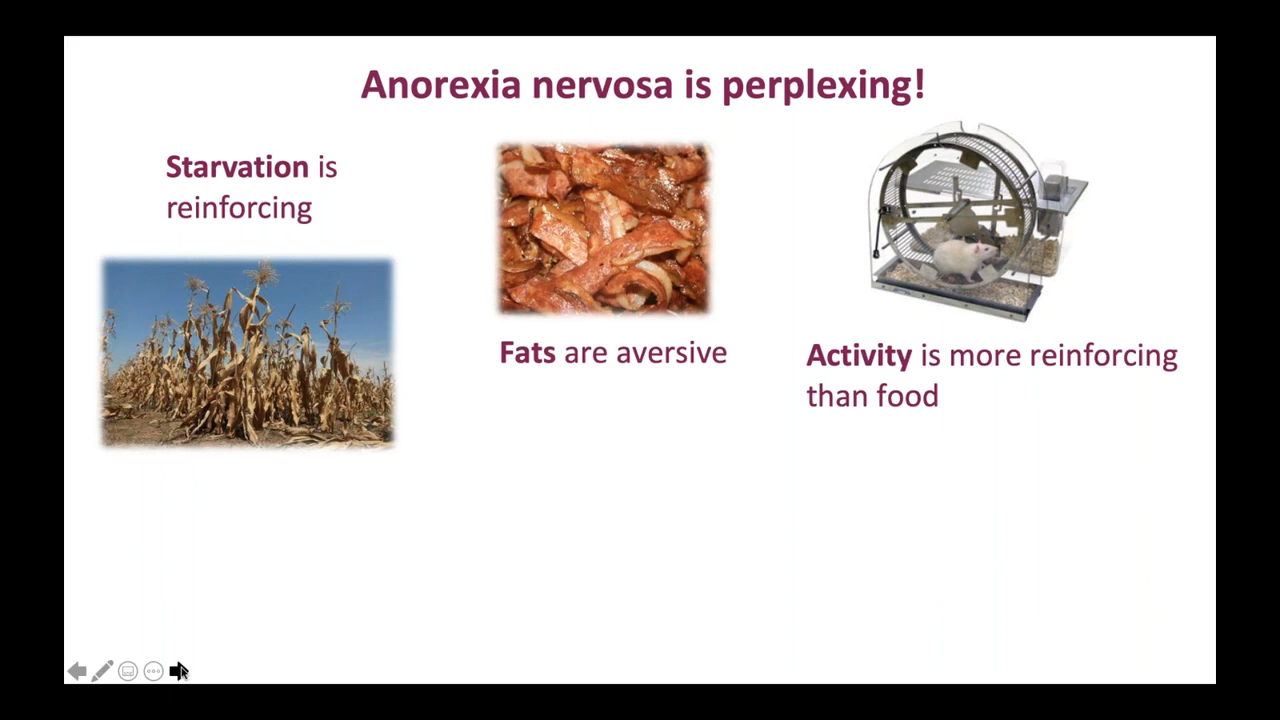 Anorexia nervosa is perplexing!
Starvation is
reinforcing
Fats are aversive
Activity is more reinforcing
than food